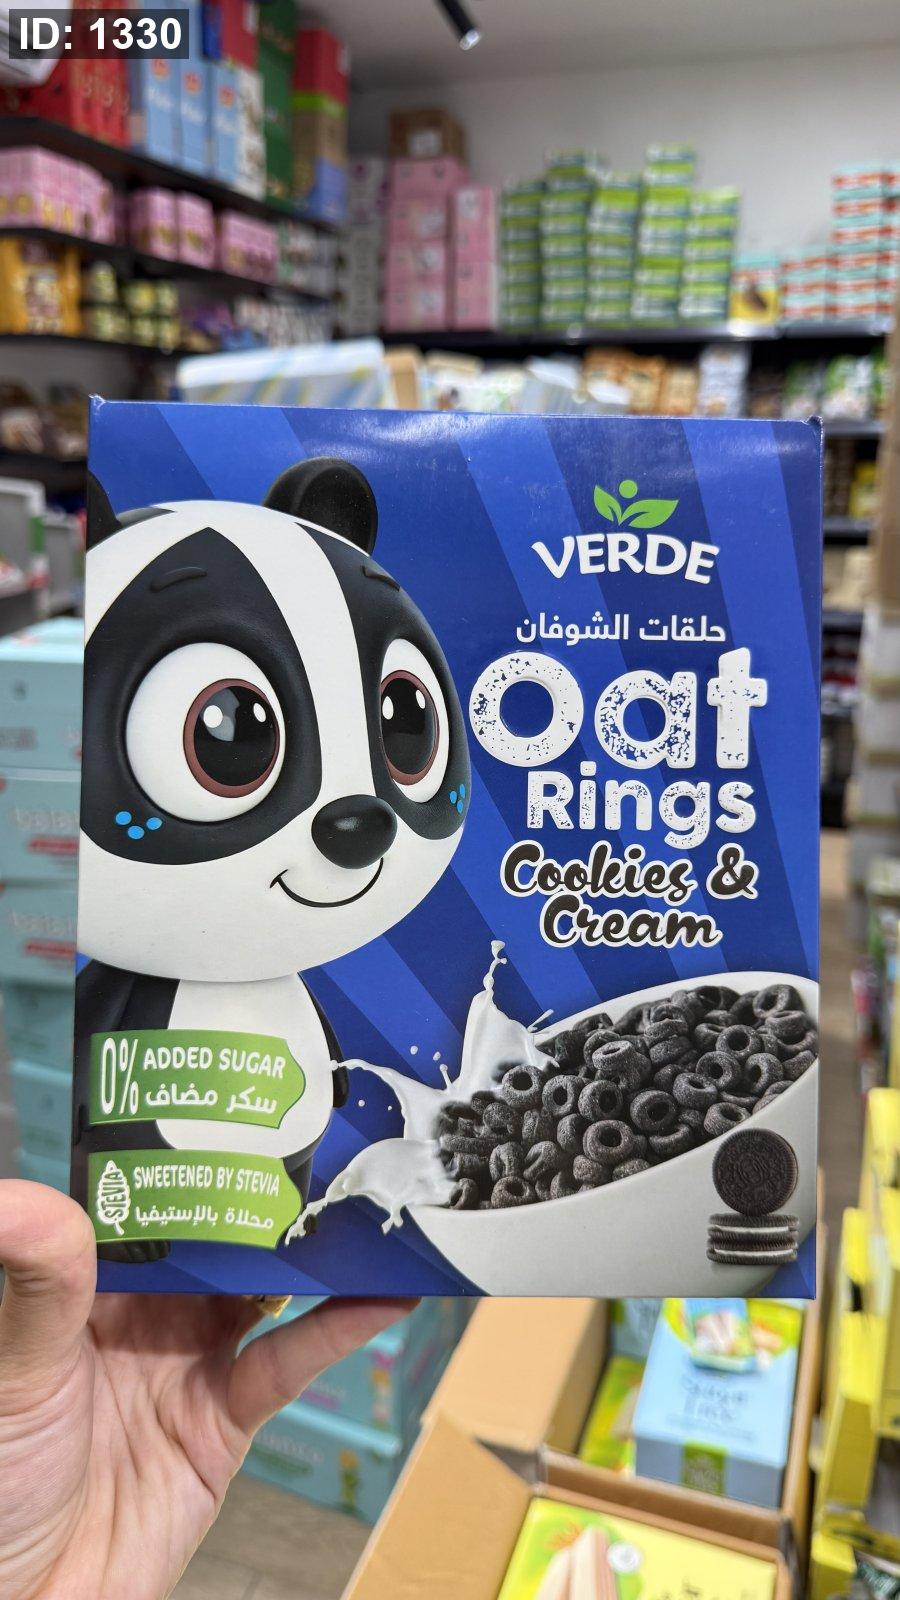 ID: 1330
VERDE
حلقات الشوفان
Oat
Rings
Cookies &
Cream
0% ADDED SUGAR
سكر مضاف
STEVIA
SWEETENED BY STEVIA
محلاة بالإستيفيا